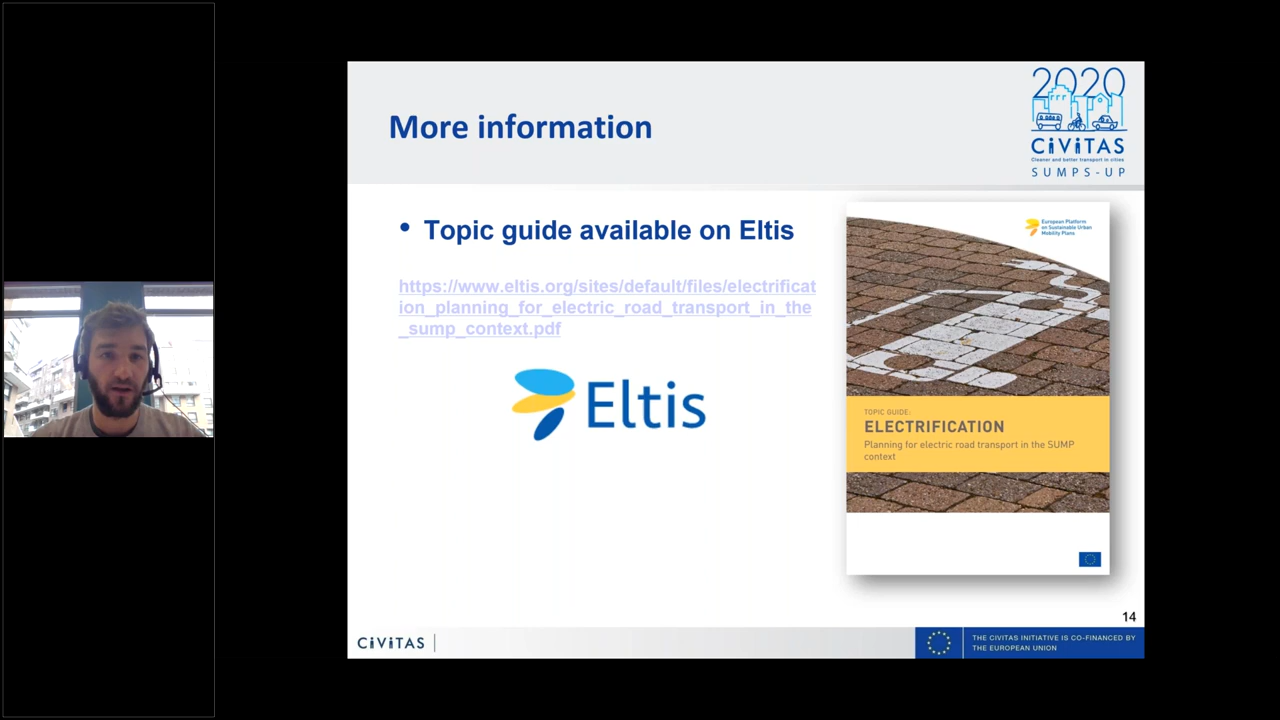 More information
2020
CiViTAS
Cleaner and better transport in cities
SUMPS-UP
• Topic guide available on Eltis
https://www.eltis.org/sites/default/files/electrificat
ion_planning_for_electric_road_transport_in_the
_sump_context.pdf
Eltis
European Platform
on Sustainable Urban
Mobility Plans
TOPIC GUIDE:
ELECTRIFICATION
Planning for electric road transport in the SUMP
context
14
CiViTAS
THE CIVITAS INITIATIVE IS CO-FINANCED BY
THE EUROPEAN UNION